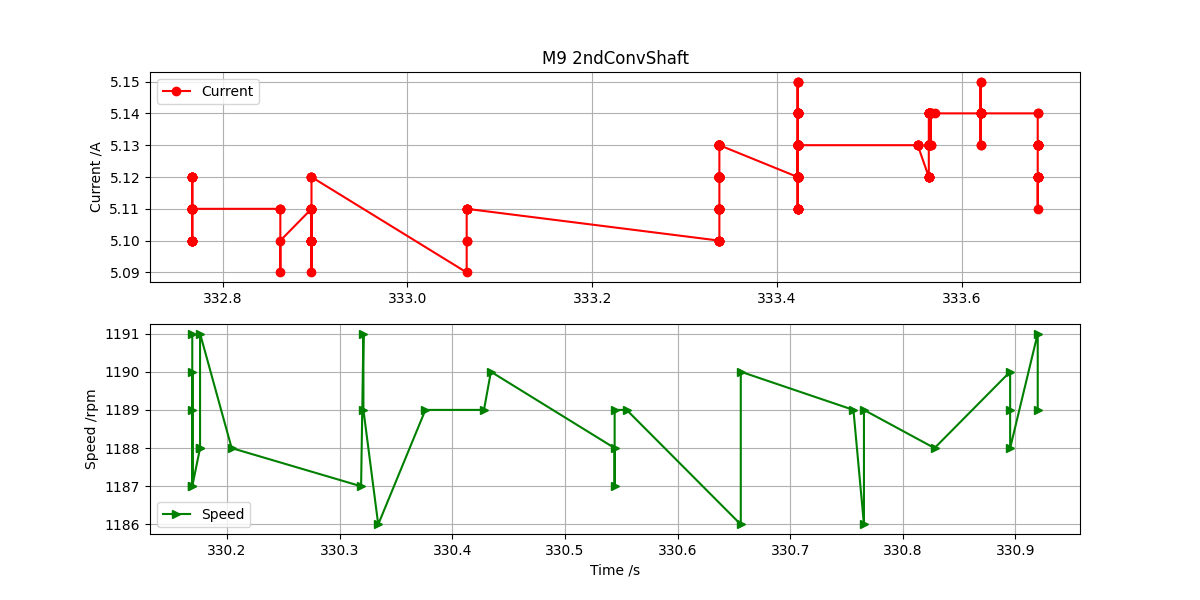 M9 2ndConvShaft
5.15
5.14
5.13
5.12
5.11
5.10
5.09
Current /A
Current
332.8 333.0 333.2 333.4 333.6
1191
1190
1189
1188
1187
1186
Speed /rpm
Speed
330.2 330.3 330.4 330.5 330.6 330.7 330.8 330.9
Time /s